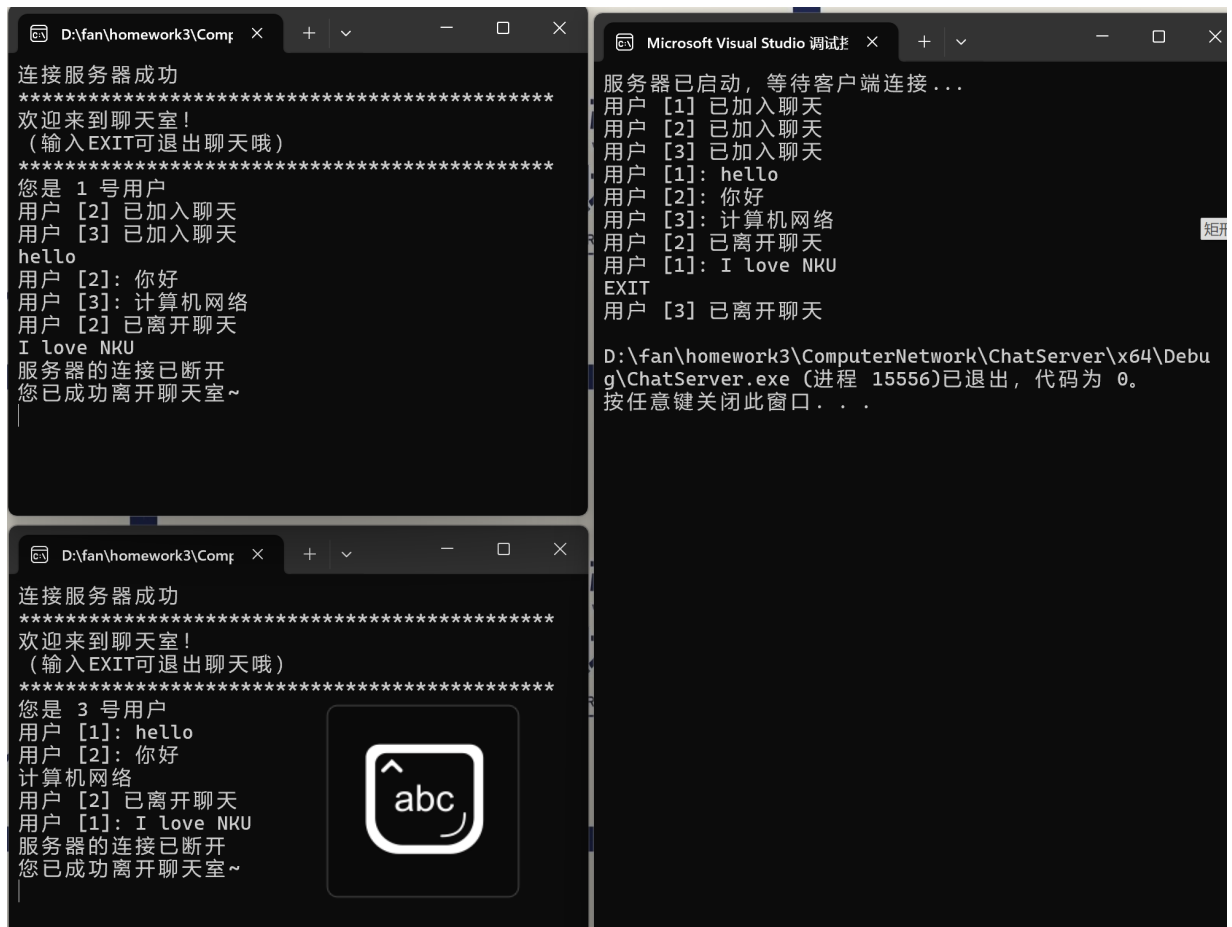 D:\fan\homework3\Comp
连接服务器成功
**********************************************
欢迎来到聊天室！
（输入EXIT可退出聊天哦）
**********************************************
您是 1 号用户
用户 [2] 已加入聊天
用户 [3] 已加入聊天
hello
用户 [2]: 你好
用户 [3]: 计算机网络
用户 [2] 已离开聊天
I love NKU
服务器的连接已断开
您已成功离开聊天室~
D:\fan\homework3\Comp
连接服务器成功
**********************************************
欢迎来到聊天室！
（输入EXIT可退出聊天哦）
**********************************************
您是 3 号用户
用户 [1]: hello
用户 [2]: 你好
计算机网络
用户 [2] 已离开聊天
用户 [1]: I love NKU
服务器的连接已断开
您已成功离开聊天室~
abc
Microsoft Visual Studio 调试
服务器已启动，等待客户端连接...
用户 [1] 已加入聊天
用户 [2] 已加入聊天
用户 [3] 已加入聊天
用户 [1]: hello
用户 [2]: 你好
用户 [3]: 计算机网络
用户 [2] 已离开聊天
用户 [1]: I love NKU
EXIT
用户 [3] 已离开聊天
D:\fan\homework3\ComputerNetwork\ChatServer\x64\Debu
g\ChatServer.exe (进程 15556)已退出，代码为 0。
按任意键关闭此窗口. . .
矩形